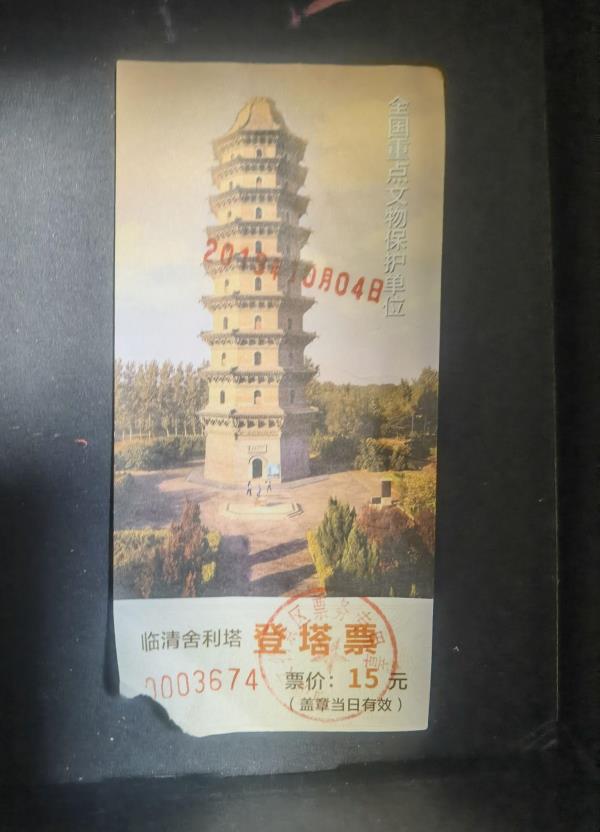 全国重点文物保护单位
2013年10月04日
临清舍利塔 登塔票
0003674
票价：15 元
（盖章当日有效）